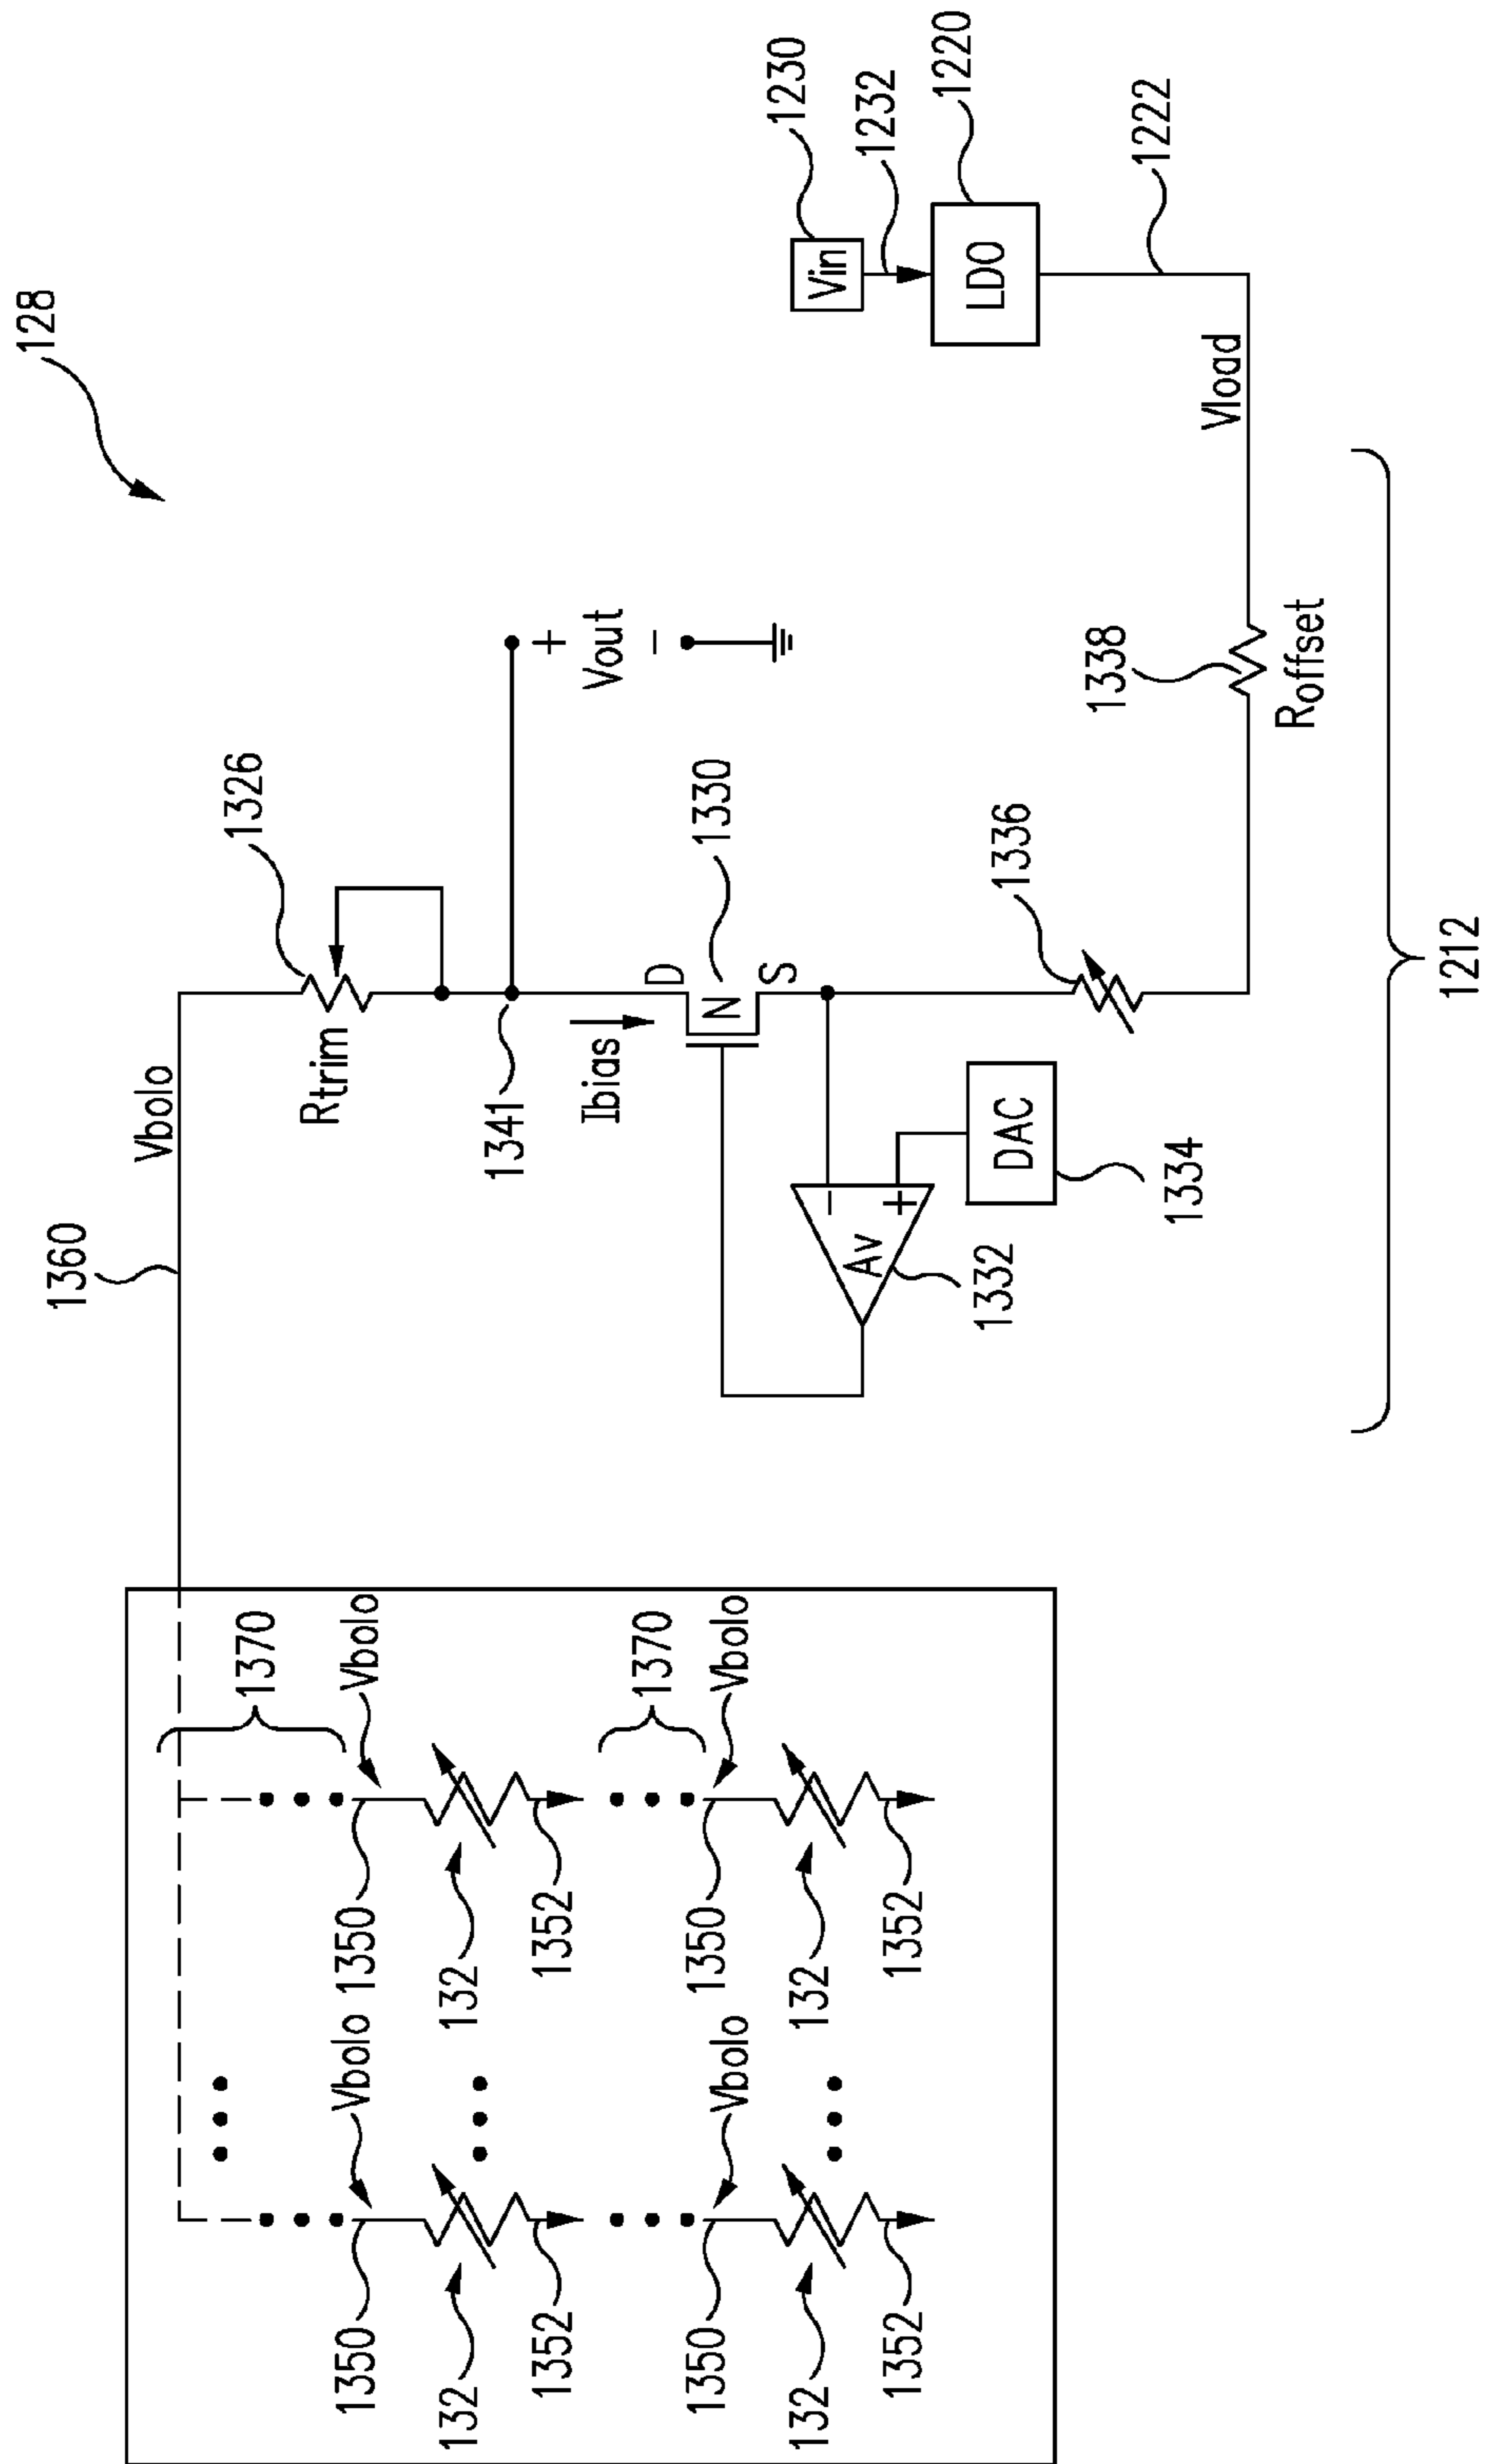 128
1360
Vbolo
1326
Rtrim
1341
Ibias
+
Vout
−
D
N
S
1330
Av
−
+
1332
DAC
1334
1336
1338
Roffset
Vload
Vin
1230
1232
LDO
1220
1222
1212
1370
Vbolo
1350
132
1352
1370
Vbolo
1350
132
1352
Vbolo
1350
132
1352
Vbolo
1350
132
1352